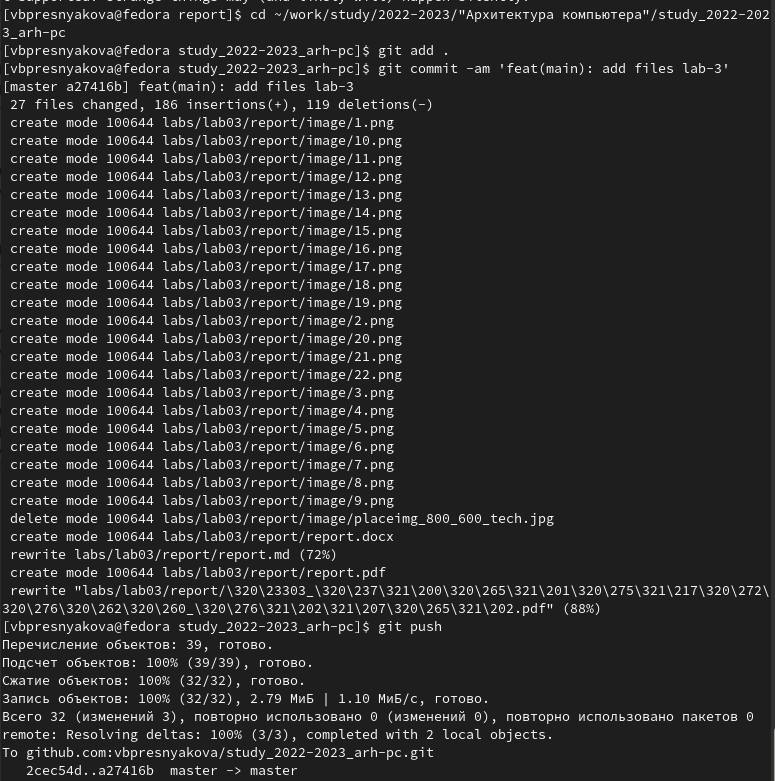 [vbpresnyakova@fedora report]$ cd ~/work/study/2022-2023/"Архитектура компьютера"/study_2022-202
3_arh-pc
[vbpresnyakova@fedora study_2022-2023_arh-pc]$ git add .
[vbpresnyakova@fedora study_2022-2023_arh-pc]$ git commit -am 'feat(main): add files lab-3'
[master a27416b] feat(main): add files lab-3
 27 files changed, 186 insertions(+), 119 deletions(-)
 create mode 100644 labs/lab03/report/image/1.png
 create mode 100644 labs/lab03/report/image/10.png
 create mode 100644 labs/lab03/report/image/11.png
 create mode 100644 labs/lab03/report/image/12.png
 create mode 100644 labs/lab03/report/image/13.png
 create mode 100644 labs/lab03/report/image/14.png
 create mode 100644 labs/lab03/report/image/15.png
 create mode 100644 labs/lab03/report/image/16.png
 create mode 100644 labs/lab03/report/image/17.png
 create mode 100644 labs/lab03/report/image/18.png
 create mode 100644 labs/lab03/report/image/19.png
 create mode 100644 labs/lab03/report/image/2.png
 create mode 100644 labs/lab03/report/image/20.png
 create mode 100644 labs/lab03/report/image/21.png
 create mode 100644 labs/lab03/report/image/22.png
 create mode 100644 labs/lab03/report/image/3.png
 create mode 100644 labs/lab03/report/image/4.png
 create mode 100644 labs/lab03/report/image/5.png
 create mode 100644 labs/lab03/report/image/6.png
 create mode 100644 labs/lab03/report/image/7.png
 create mode 100644 labs/lab03/report/image/8.png
 create mode 100644 labs/lab03/report/image/9.png
 delete mode 100644 labs/lab03/report/image/placeimg_800_600_tech.jpg
 create mode 100644 labs/lab03/report/report.docx
 rewrite labs/lab03/report/report.md (72%)
 create mode 100644 labs/lab03/report/report.pdf
 rewrite "labs/lab03/report/\320\23303_\320\237\321\200\320\265\321\201\320\275\321\217\320\272\
320\276\320\262\320\260_\320\276\321\202\321\207\320\265\321\202.pdf" (88%)
[vbpresnyakova@fedora study_2022-2023_arh-pc]$ git push
Перечисление объектов: 39, готово.
Подсчет объектов: 100% (39/39), готово.
Сжатие объектов: 100% (32/32), готово.
Запись объектов: 100% (32/32), 2.79 МиБ | 1.10 МиБ/с, готово.
Всего 32 (изменений 3), повторно использовано 0 (изменений 0), повторно использовано пакетов 0
remote: Resolving deltas: 100% (3/3), completed with 2 local objects.
To github.com:vbpresnyakova/study_2022-2023_arh-pc.git
   2cec54d..a27416b  master -> master